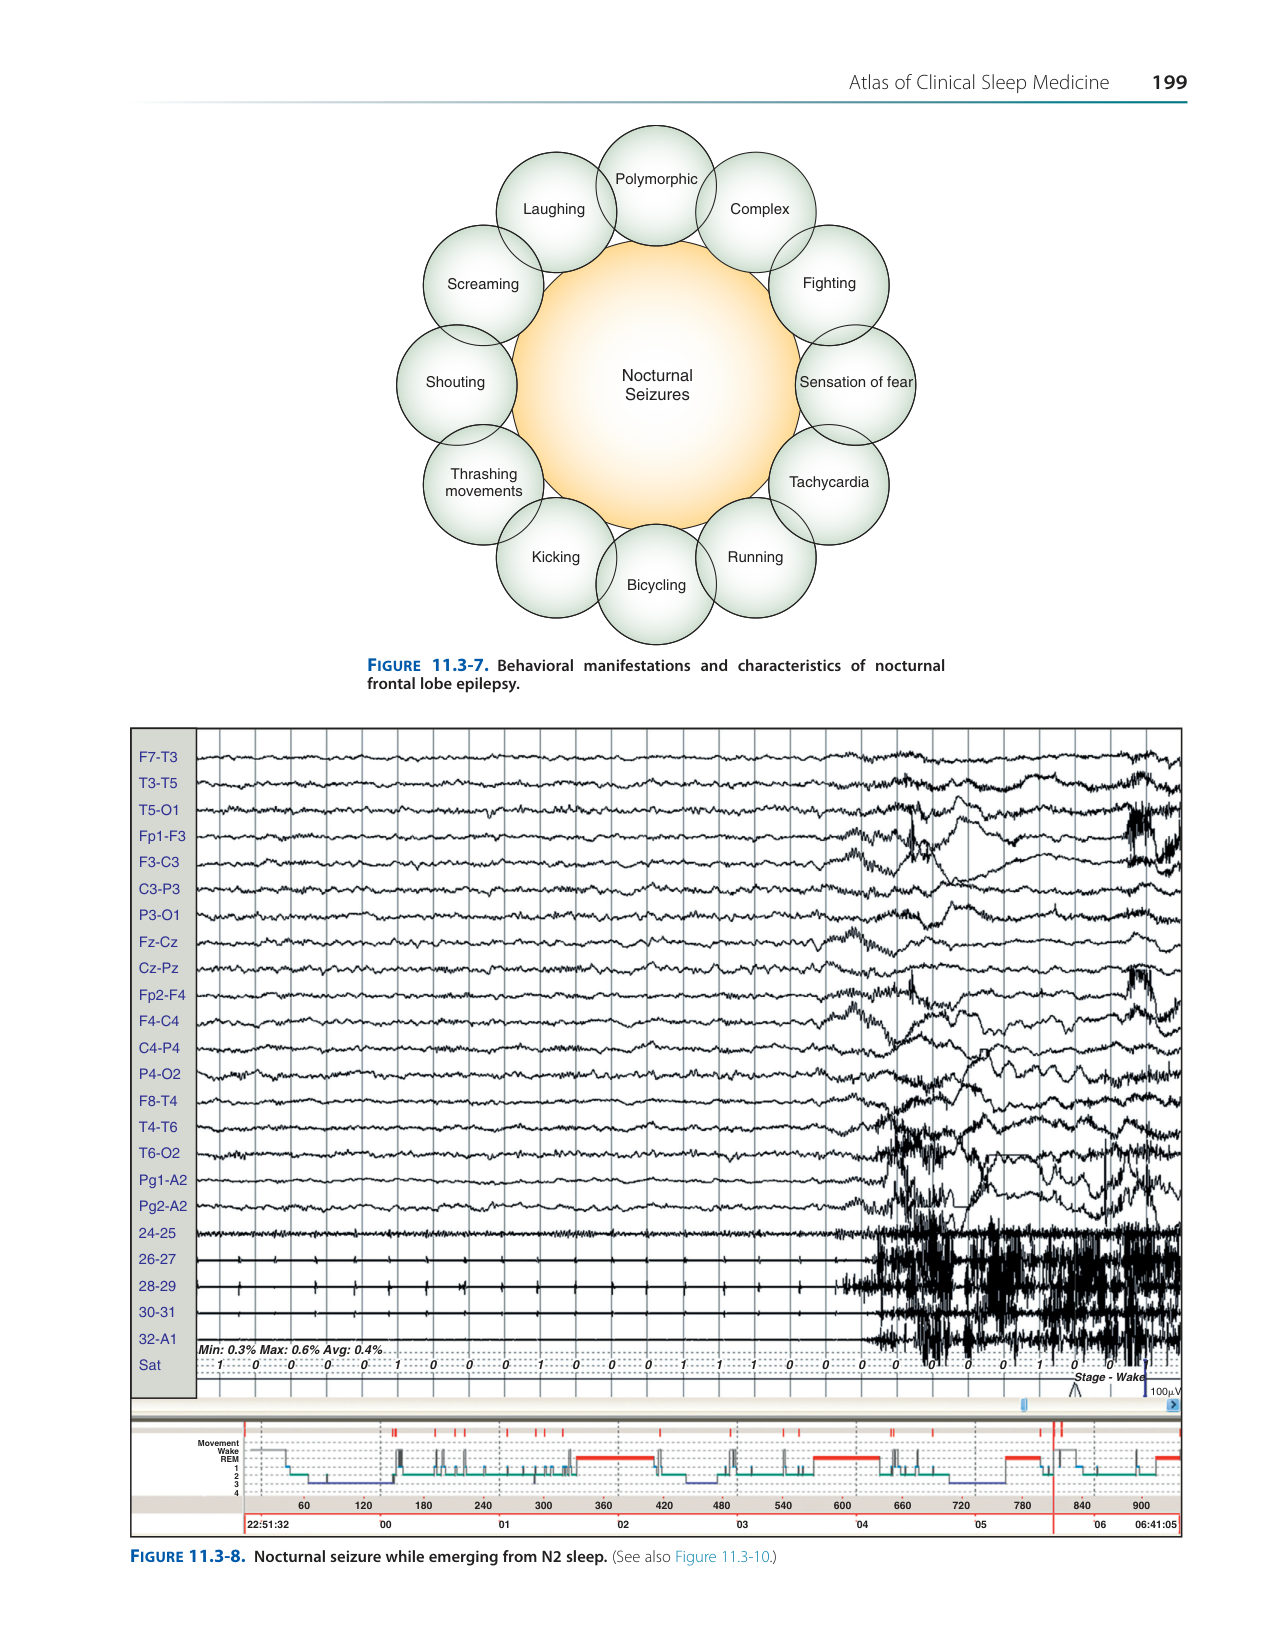 Atlas of Clinical Sleep Medicine 199
Polymorphic
Laughing
Complex
Screaming
Fighting
Nocturnal
Seizures
Shouting
Sensation of fear
Thrashing
movements
Tachycardia
Kicking
Running
Bicycling
FIGURE 11.3-7. Behavioral manifestations and characteristics of nocturnal
frontal lobe epilepsy.
F7-T3
T3-T5
T5-O1
Fp1-F3
F3-C3
C3-P3
P3-O1
Fz-Cz
Cz-Pz
Fp2-F4
F4-C4
C4-P4
P4-O2
F8-T4
T4-T6
T6-O2
Pg1-A2
Pg2-A2
24-25
26-27
28-29
30-31
32-A1
Min: 0.3% Max: 0.6% Avg: 0.4%
Sat 1 0 0 0 0 1 0 0 0 1 0 0 0 1 1 1 0 0 0 0 0 0 0 1 0 0
Stage - Wake
100µV
Movement
Wake
REM
1
2
3
4
60 120 180 240 300 360 420 480 540 600 660 720 780 840 900
22:51:32 00 01 02 03 04 05 06 06:41:05
FIGURE 11.3-8. Nocturnal seizure while emerging from N2 sleep. (See also Figure 11.3-10.)